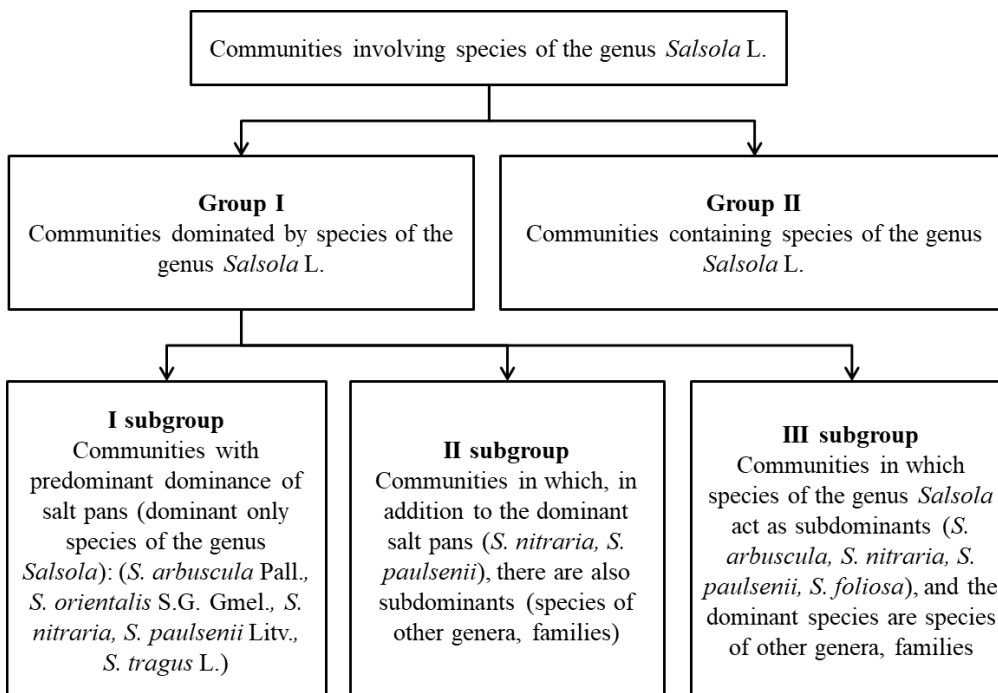 Communities involving species of the genus Salsola L.
Group I
Communities dominated by species of the
genus Salsola L.
Group II
Communities containing species of the genus
Salsola L.
I subgroup
Communities with
predominant dominance of
salt pans (dominant only
species of the genus
Salsola): (S. arbuscula Pall.,
S. orientalis S.G. Gmel., S.
nitraria, S. paulsenii Litv.,
S. tragus L.)
II subgroup
Communities in which, in
addition to the dominant
salt pans (S. nitraria, S.
paulsenii), there are also
subdominants (species of
other genera, families)
III subgroup
Communities in which
species of the genus Salsola
act as subdominants (S.
arbuscula, S. nitraria, S.
paulsenii, S. foliosa), and the
dominant species are species
of other genera, families